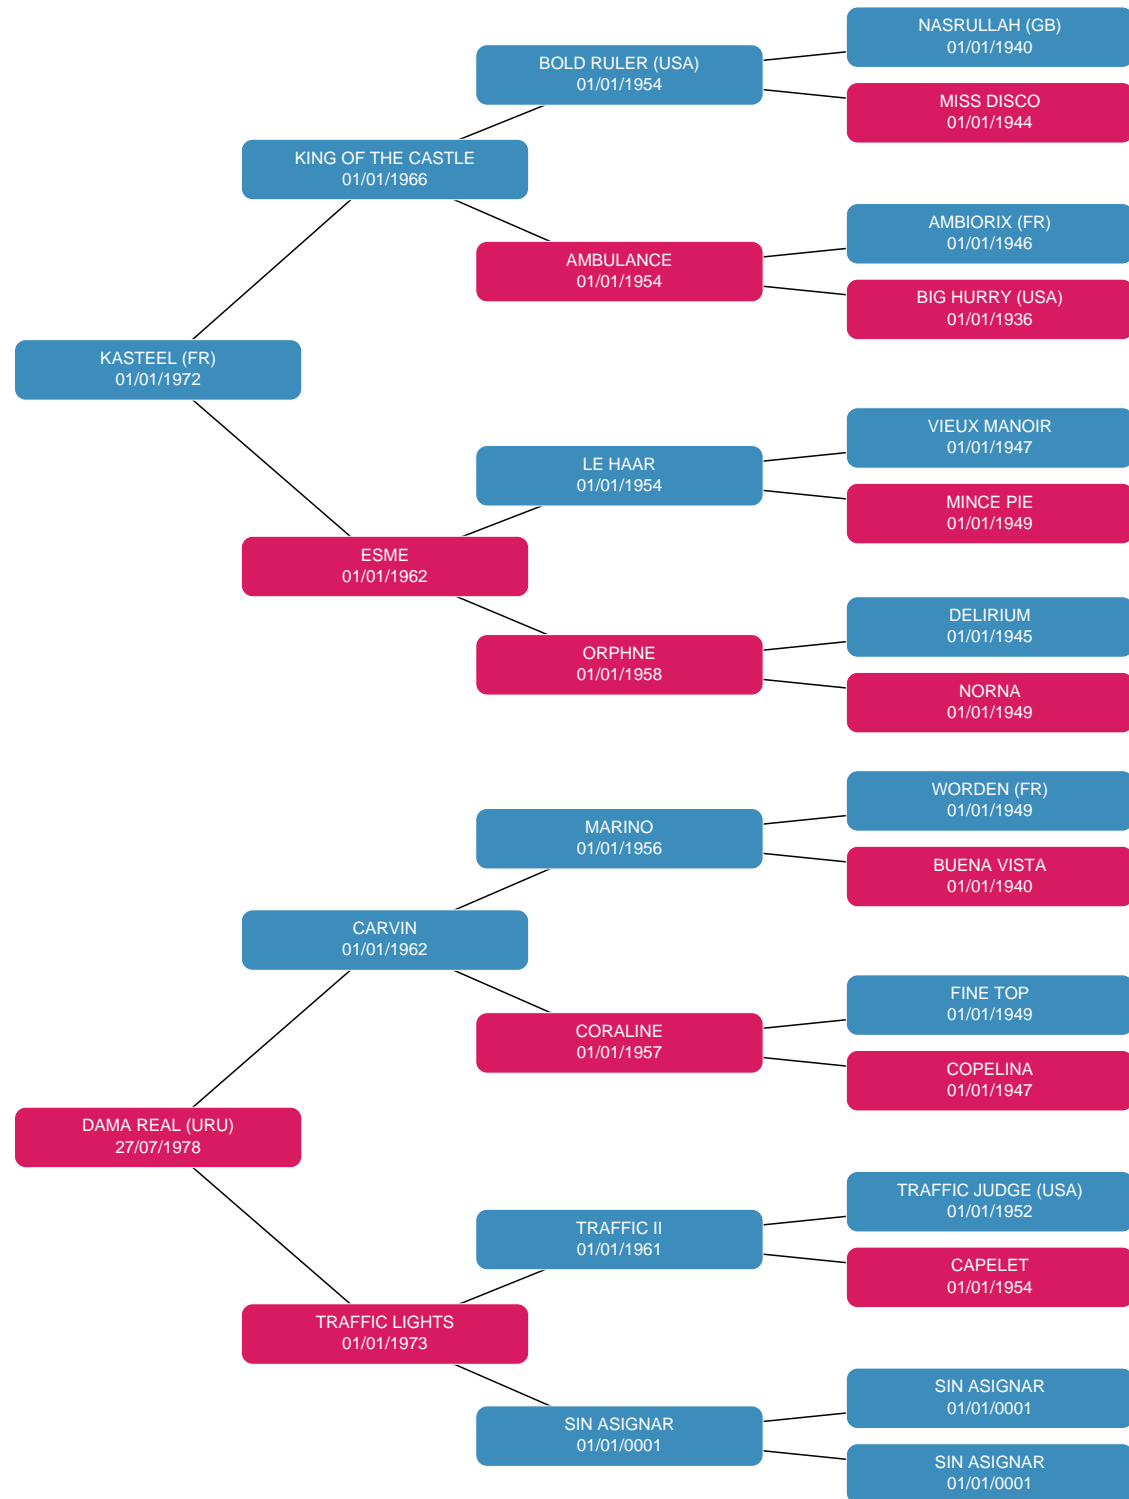 NASRULLAH (GB)
01/01/1940
BOLD RULER (USA)
01/01/1954
MISS DISCO
01/01/1944
KING OF THE CASTLE
01/01/1966
AMBIORIX (FR)
01/01/1946
AMBULANCE
01/01/1954
BIG HURRY (USA)
01/01/1936
KASTEEL (FR)
01/01/1972
VIEUX MANOIR
01/01/1947
LE HAAR
01/01/1954
MINCE PIE
01/01/1949
ESME
01/01/1962
DELIRIUM
01/01/1945
ORPHNE
01/01/1958
NORNA
01/01/1949
WORDEN (FR)
01/01/1949
MARINO
01/01/1956
BUENA VISTA
01/01/1940
CARVIN
01/01/1962
FINE TOP
01/01/1949
CORALINE
01/01/1957
COPELINA
01/01/1947
DAMA REAL (URU)
27/07/1978
TRAFFIC JUDGE (USA)
01/01/1952
TRAFFIC II
01/01/1961
CAPELET
01/01/1954
TRAFFIC LIGHTS
01/01/1973
SIN ASIGNAR
01/01/0001
SIN ASIGNAR
01/01/0001
SIN ASIGNAR
01/01/0001